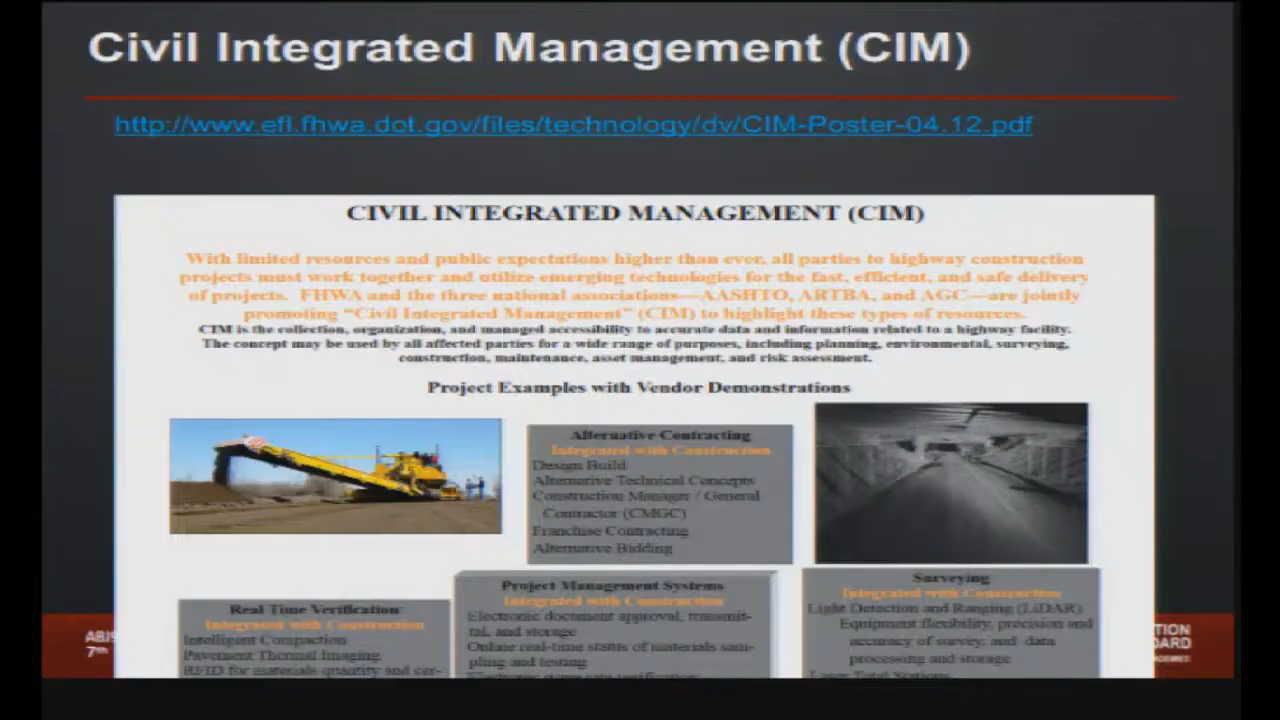 Civil Integrated Management (CIM)
http://www.efl.fhwa.dot.gov/files/technology/dv/CIM-Poster-04.12.pdf
CIVIL INTEGRATED MANAGEMENT (CIM)
With limited resources and public expectations higher than ever, all parties to highway construction
projects must work together and utilize emerging technologies for the fast, efficient, and safe delivery
of projects. FHWA and the three national associations—AASHTO, ARTBA, and AGC—are jointly
promoting "Civil Integrated Management" (CIM) to highlight these types of resources.
CIM is the collection, organization, and managed accessibility to accurate data and information related to a highway facility.
The concept may be used by all affected parties for a wide range of purposes, including planning, environmental, surveying,
construction, maintenance, asset management, and risk assessment.
Project Examples with Vendor Demonstrations
Alternative Contracting
Integrated with Construction
Design Build
Alternative Technical Concepts
Construction Manager / General
Contractor (CMGC)
Franchise Contracting
Alternative Bidding
Real Time Verification
Integrated with Construction
Intelligent Compaction
Pavement Thermal Imaging
RFID for materials quantity and cer-
Project Management Systems
Integrated with Construction
Electronic document approval, transmit-
tal, and storage
Online real-time status of materials sam-
pling and testing
Surveying
Integrated with Construction
Light Detection and Ranging (LiDAR)
Equipment flexibility, precision and
accuracy of survey, and data
processing and storage
Laser Total Stations
7th
TION
ARD